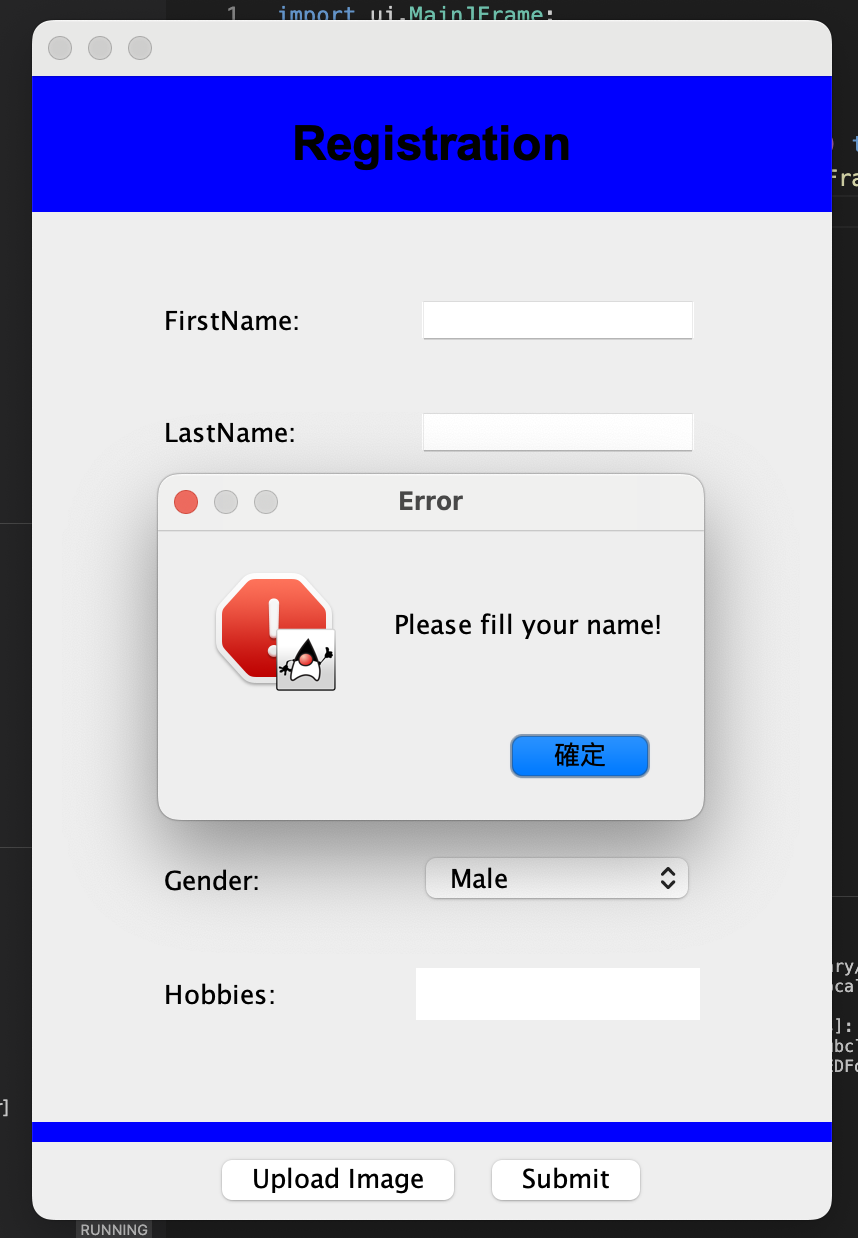 1 import ui.MainJFrame;
Registration
FirstName:
LastName:
Error
Please fill your name!
確定
Gender: Male
Hobbies:
Upload Image Submit
RUNNING